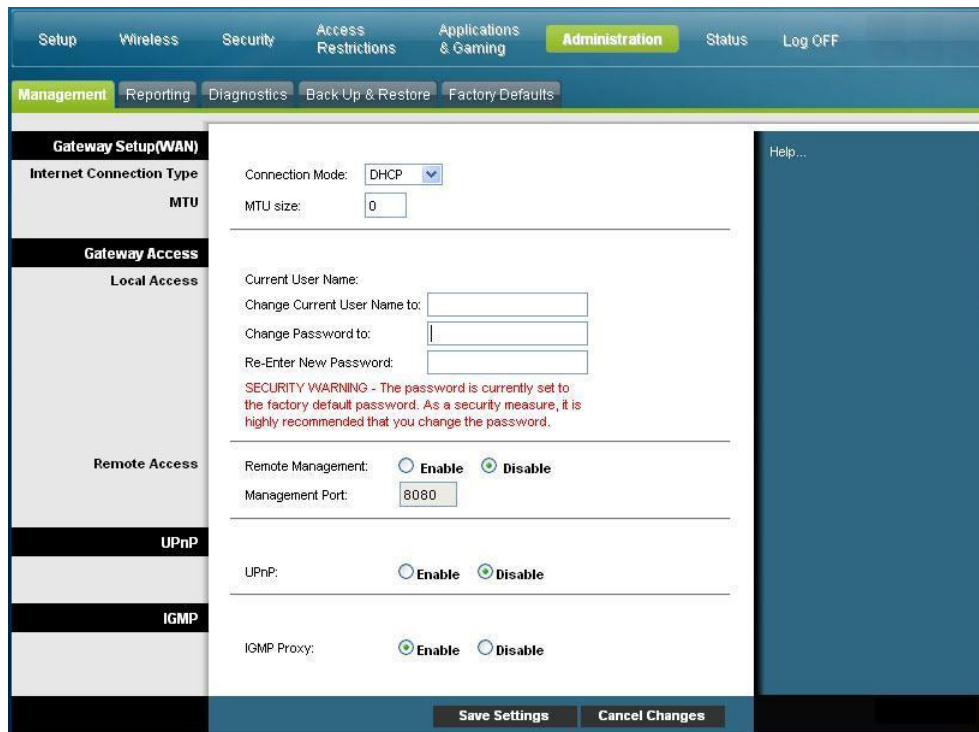 Setup Wireless Security Access Restrictions Applications & Gaming Administration Status Log OFF
Management Reporting Diagnostics Back Up & Restore Factory Defaults
Gateway Setup(WAN)
Help...
Internet Connection Type
Connection Mode: DHCP
MTU
MTU size: 0
Gateway Access
Local Access
Current User Name:
Change Current User Name to:
Change Password to:
Re-Enter New Password:
SECURITY WARNING - The password is currently set to
the factory default password. As a security measure, it is
highly recommended that you change the password.
Remote Access
Remote Management: Enable Disable
Management Port: 8080
UPnP
UPnP: Enable Disable
IGMP
IGMP Proxy: Enable Disable
Save Settings Cancel Changes